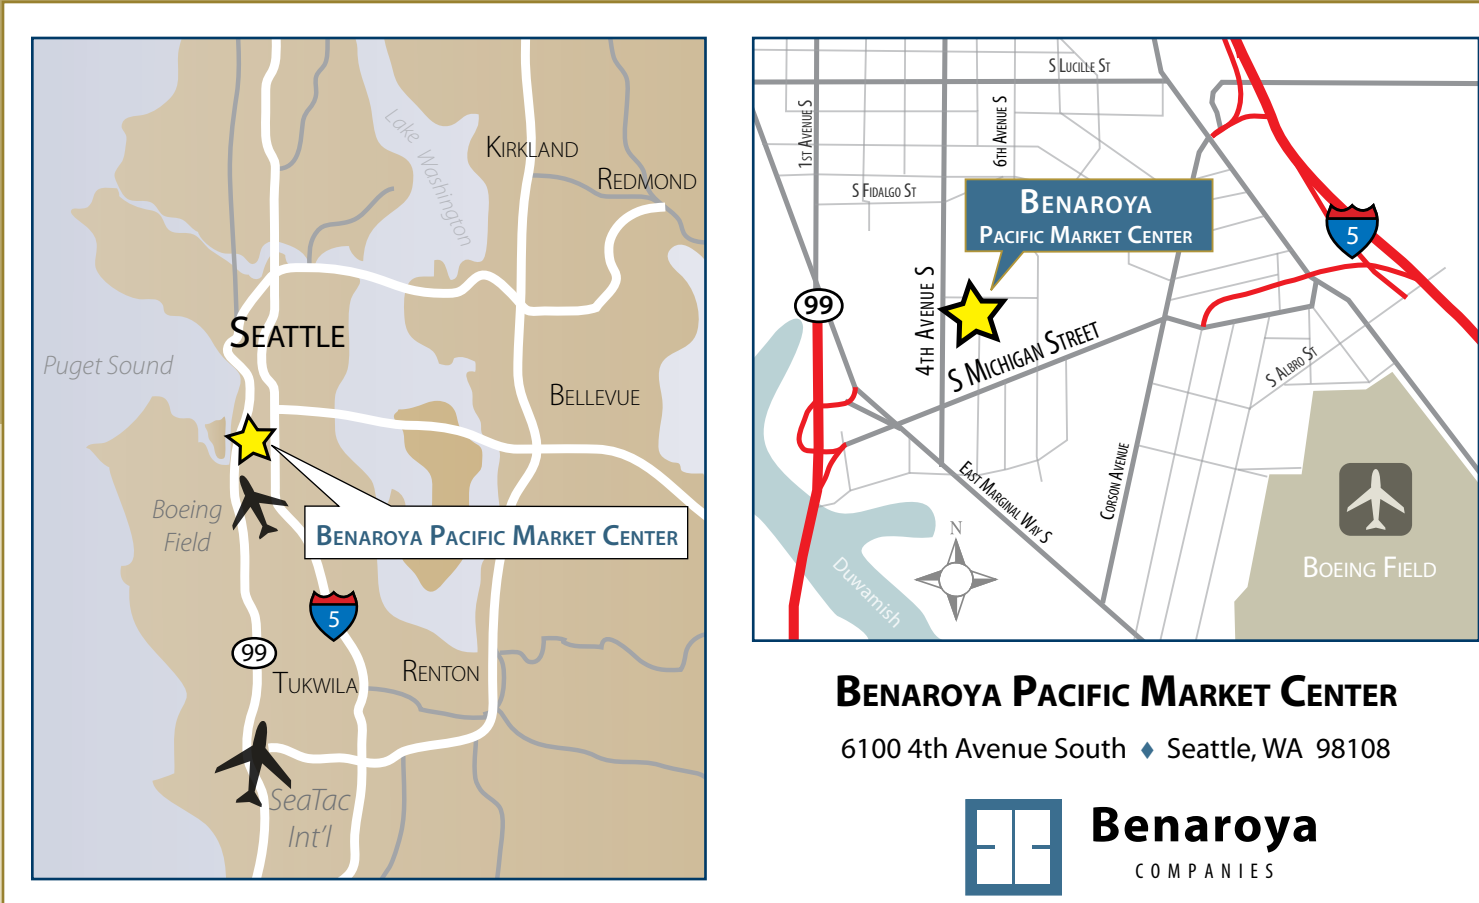 Lake Washington
KIRKLAND
REDMOND
SEATTLE
Puget Sound
BELLEVUE
Boeing
Field
BENAROYA PACIFIC MARKET CENTER
5
99
TUKWILA
RENTON
SeaTac
Int'l
S LUCILLE ST
1ST AVENUE S
6TH AVENUE S
S FIDALGO ST
BENAROYA
PACIFIC MARKET CENTER
5
4TH AVENUE S
99
S MICHIGAN STREET
S ALBRO ST
CORSON AVENUE
EAST MARGINAL WAY S
N
Duwamish
BOEING FIELD
BENAROYA PACIFIC MARKET CENTER
6100 4th Avenue South ♦ Seattle, WA 98108
Benaroya
COMPANIES